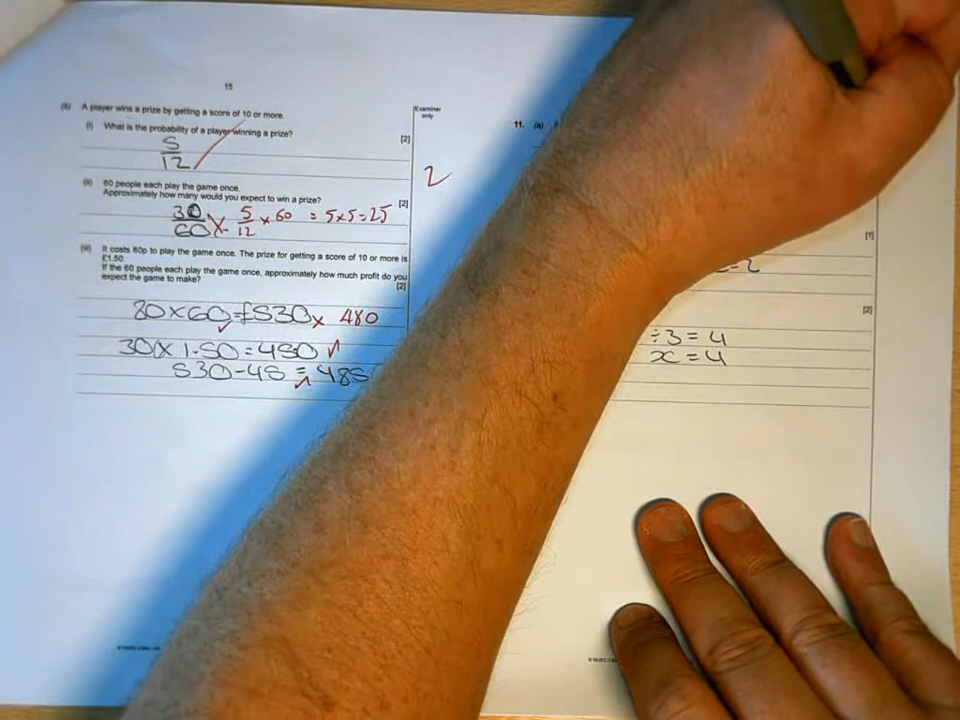 15
(b) A player wins a prize by getting a score of 10 or more.
Examiner only
(i) What is the probability of a player winning a prize?
[2]
5/12
2
(ii) 60 people each play the game once.
Approximately how many would you expect to win a prize?
[2]
30/60 × 5/12 × 60 = 5×5=25
(iii) It costs 80p to play the game once. The prize for getting a score of 10 or more is
£1.50.
If the 60 people each play the game once, approximately how much profit do you
expect the game to make?
[2]
80×60=£530 × 480
30 × 1.50 = 450
530-45 = 485
11. (a)
[1]
=2
[2]
÷3 = 4
x = 4